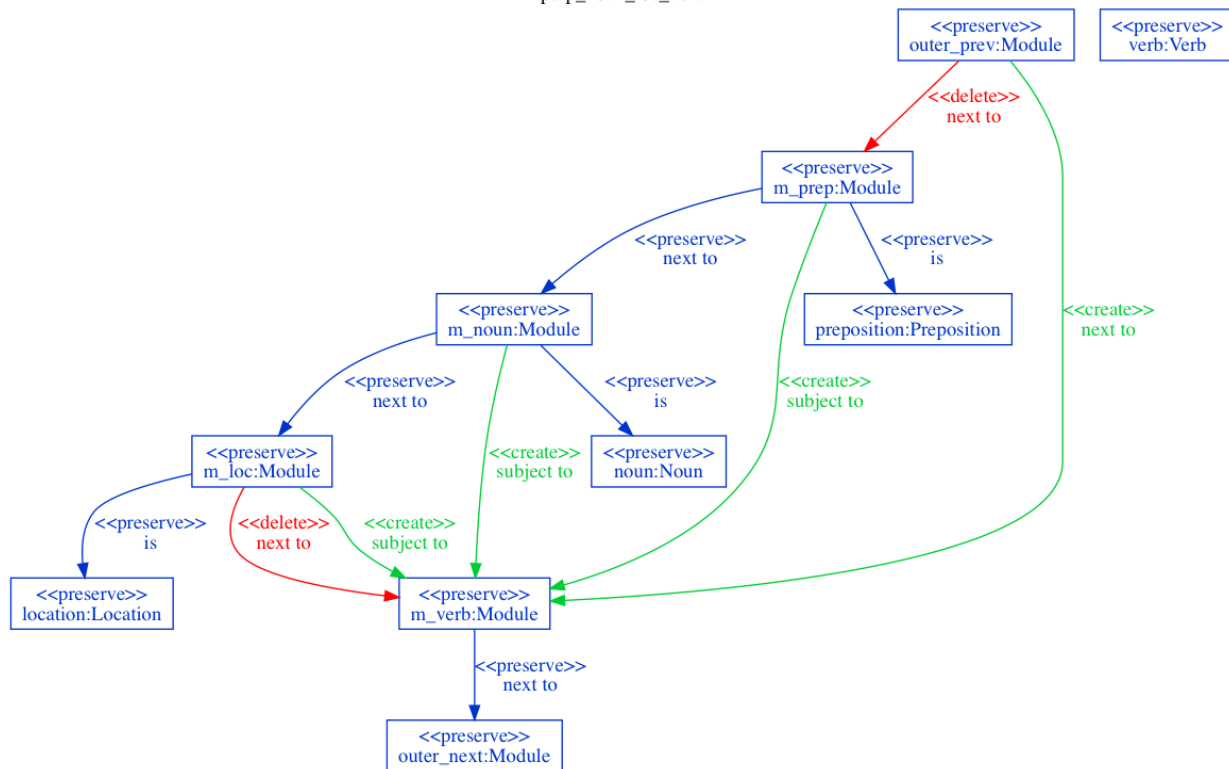 <<preserve>>
outer_prev:Module
<<preserve>>
verb:Verb
<<delete>>
next to
<<preserve>>
m_prep:Module
<<preserve>>
next to
<<preserve>>
is
<<preserve>>
m_noun:Module
<<preserve>>
preposition:Preposition
<<create>>
next to
<<preserve>>
next to
<<preserve>>
is
<<create>>
subject to
<<preserve>>
m_loc:Module
<<create>>
subject to
<<preserve>>
noun:Noun
<<preserve>>
is
<<delete>>
next to
<<create>>
subject to
<<preserve>>
location:Location
<<preserve>>
m_verb:Module
<<preserve>>
next to
<<preserve>>
outer_next:Module